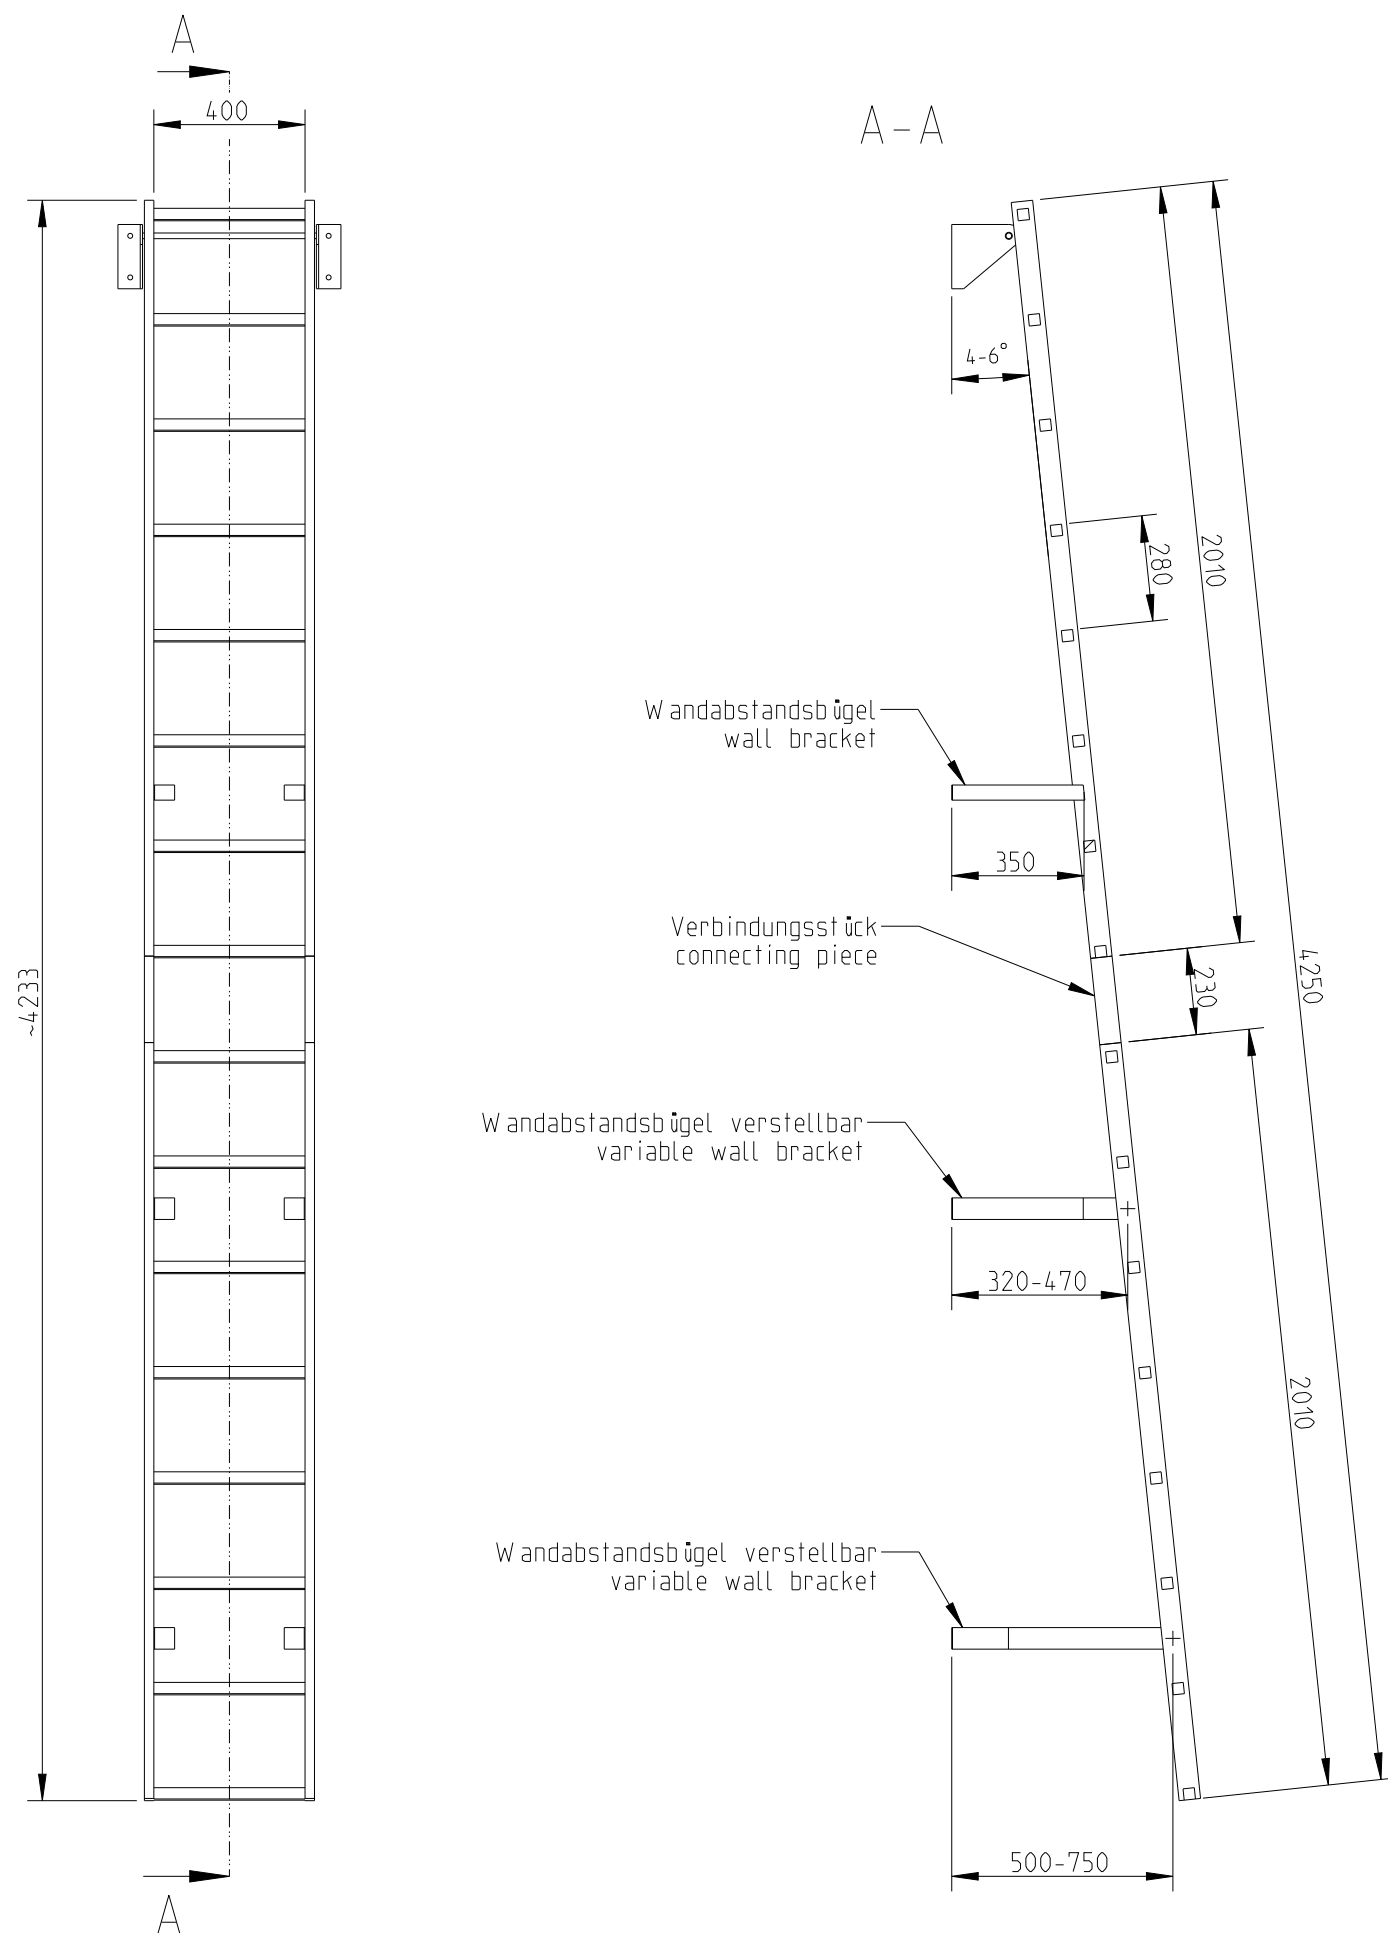 A
400
A-A
4-6°
2010
280
Wandabstandsbügel
wall bracket
350
Verbindungsstück
connecting piece
230
4250
~4233
Wandabstandsbügel verstellbar
variable wall bracket
320-470
2010
Wandabstandsbügel verstellbar
variable wall bracket
500-750
A